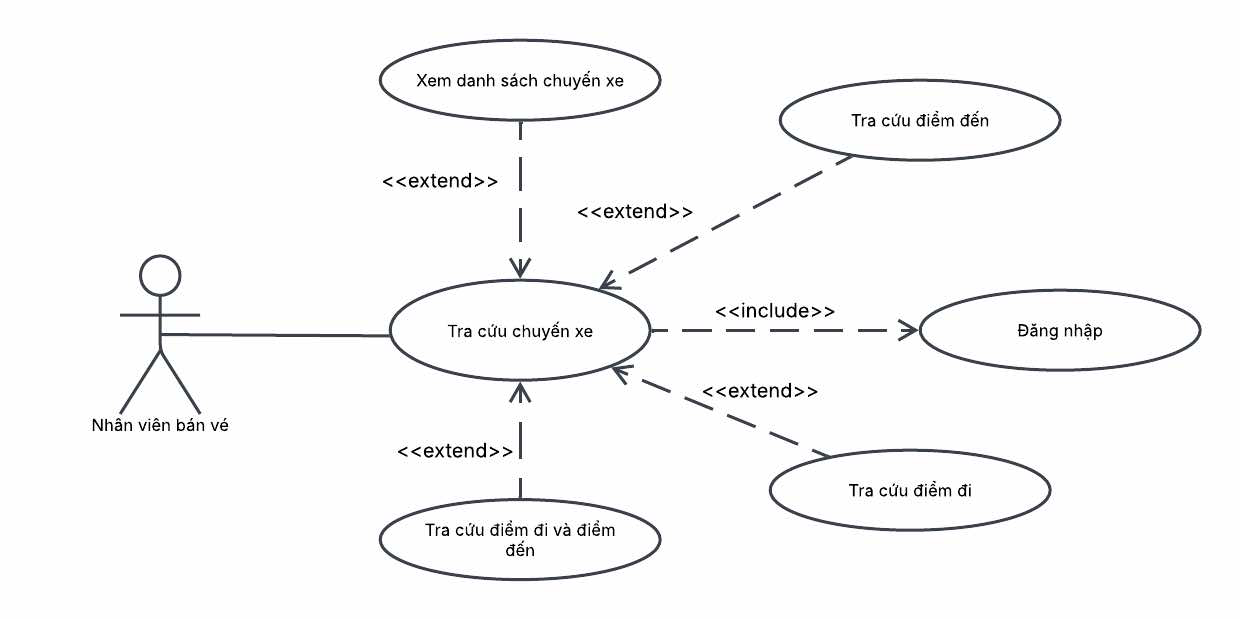 Xem danh sách chuyến xe
Tra cứu điểm đến
<<extend>>
<<extend>>
<<include>>
Tra cứu chuyến xe
Đăng nhập
<<extend>>
Nhân viên bán vé
<<extend>>
Tra cứu điểm đi
Tra cứu điểm đi và điểm
đến